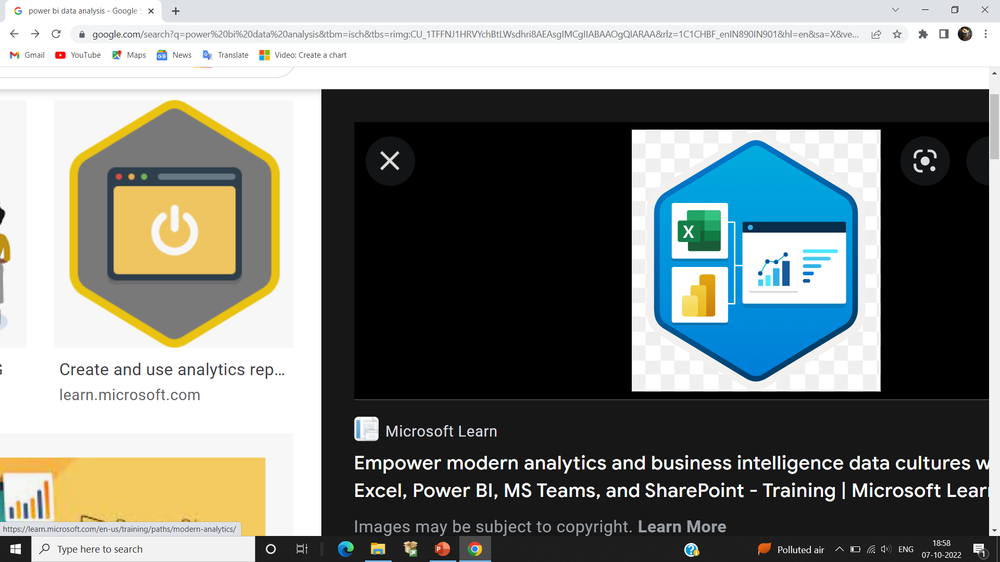 power bi data analysis - Google S
google.com/search?q=power%20bi%20data%20analysis&tbm=isch&tbs=rimg:CU_1TFFNJ1HRVYchBtLWsdhri8AEAsgIMCgIIABAAOgQIARAA&rlz=1C1CHBF_enIN890IN901&hl=en&sa=X&ve...
Gmail YouTube Maps News Translate Video: Create a chart
X
Create and use analytics rep...
learn.microsoft.com
Microsoft Learn
Empower modern analytics and business intelligence data cultures w
Excel, Power BI, MS Teams, and SharePoint - Training | Microsoft Learn
Images may be subject to copyright. Learn More
https://learn.microsoft.com/en-us/training/paths/modern-analytics/
Type here to search
P
Polluted air
ENG
18:58
07-10-2022
1